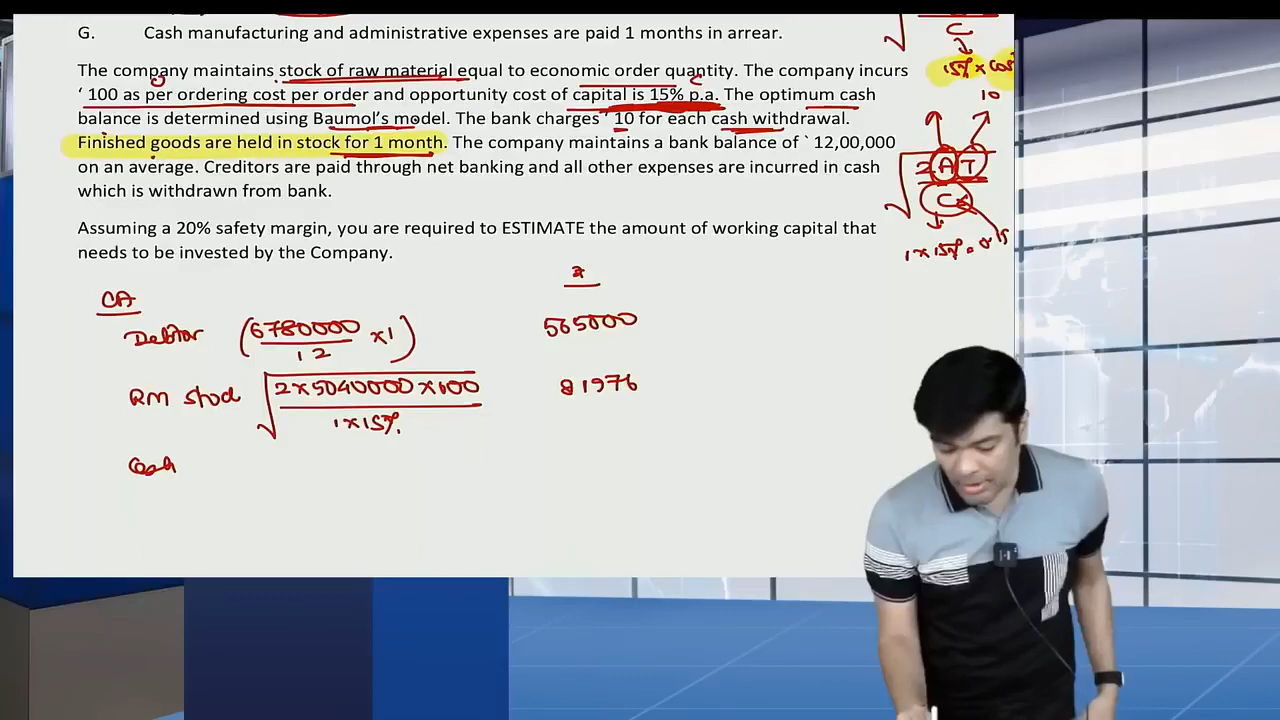 C
15% × cos
G. Cash manufacturing and administrative expenses are paid 1 months in arrear.
The company maintains stock of raw material equal to economic order quantity. The company incurs
O
C
‘ 100 as per ordering cost per order and opportunity cost of capital is 15% p.a. The optimum cash
balance is determined using Baumol’s model. The bank charges ‘ 10 for each cash withdrawal.
Finished goods are held in stock for 1 month. The company maintains a bank balance of ` 12,00,000
on an average. Creditors are paid through net banking and all other expenses are incurred in cash
which is withdrawn from bank.
10
2 A T
C
1 × 15% = 0.15
Assuming a 20% safety margin, you are required to ESTIMATE the amount of working capital that
needs to be invested by the Company.
CA
Debtor (6780000 / 12 × 1) 565000
RM stock √ 2 × 5040000 × 100 / 1 × 15% 81976
Cash